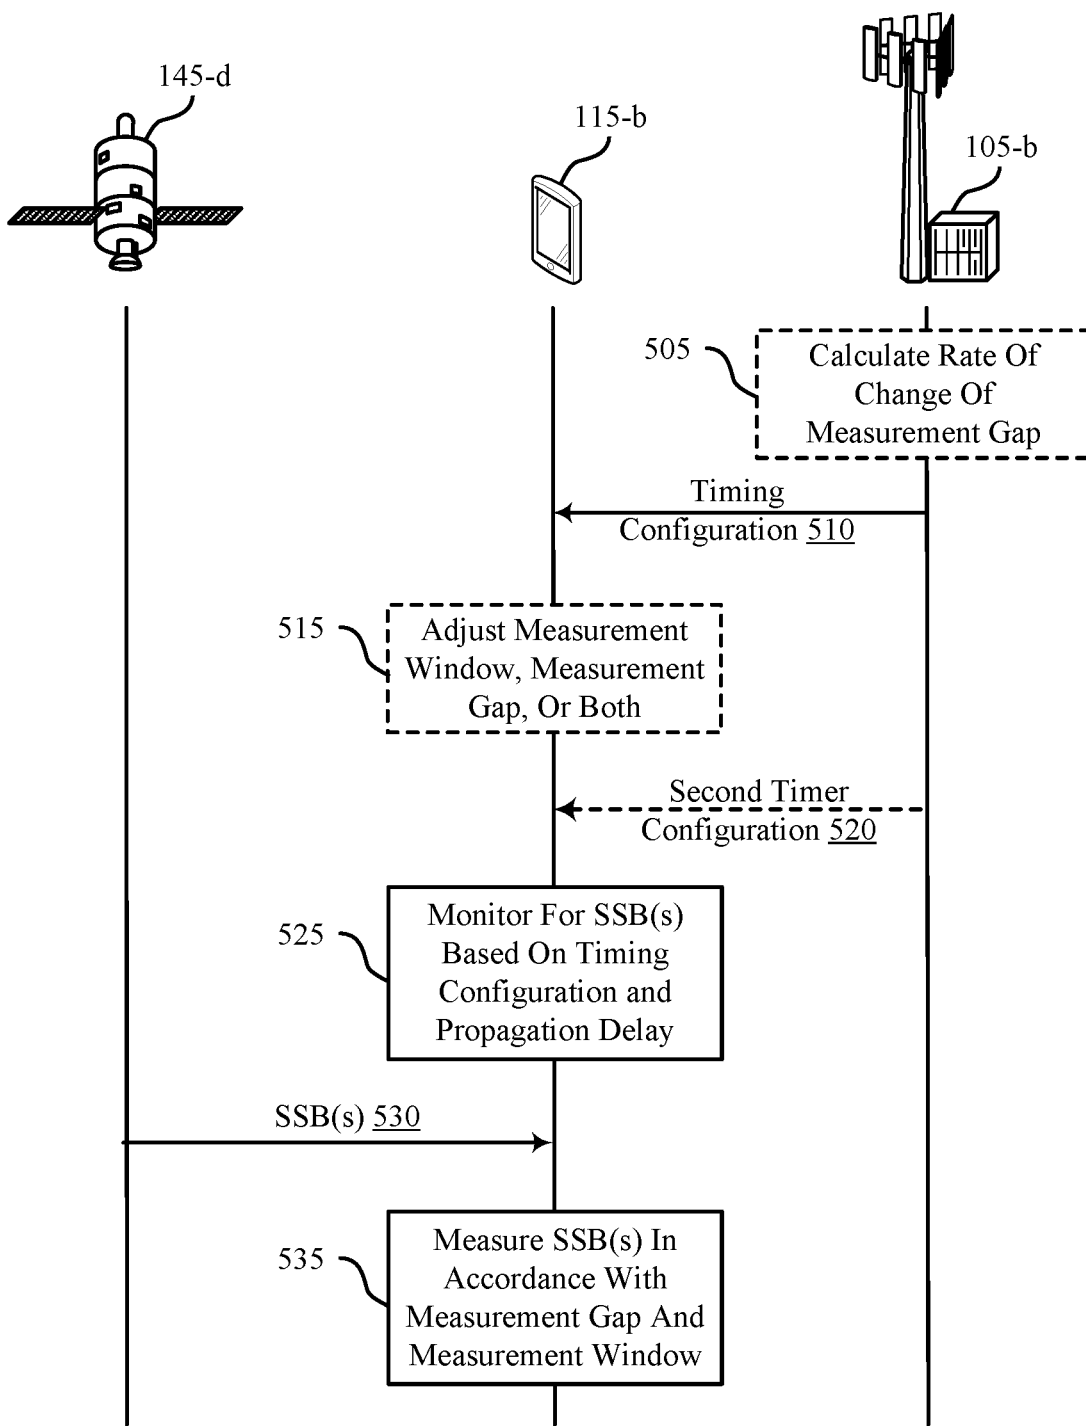 145-d
115-b
105-b
505
Calculate Rate Of
Change Of
Measurement Gap
Timing
Configuration 510
515
Adjust Measurement
Window, Measurement
Gap, Or Both
Second Timer
Configuration 520
525
Monitor For SSB(s)
Based On Timing
Configuration and
Propagation Delay
SSB(s) 530
535
Measure SSB(s) In
Accordance With
Measurement Gap And
Measurement Window